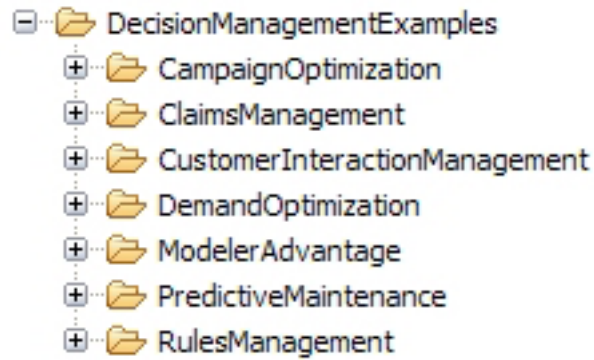 DecisionManagementExamples
CampaignOptimization
ClaimsManagement
CustomerInteractionManagement
DemandOptimization
ModelerAdvantage
PredictiveMaintenance
RulesManagement